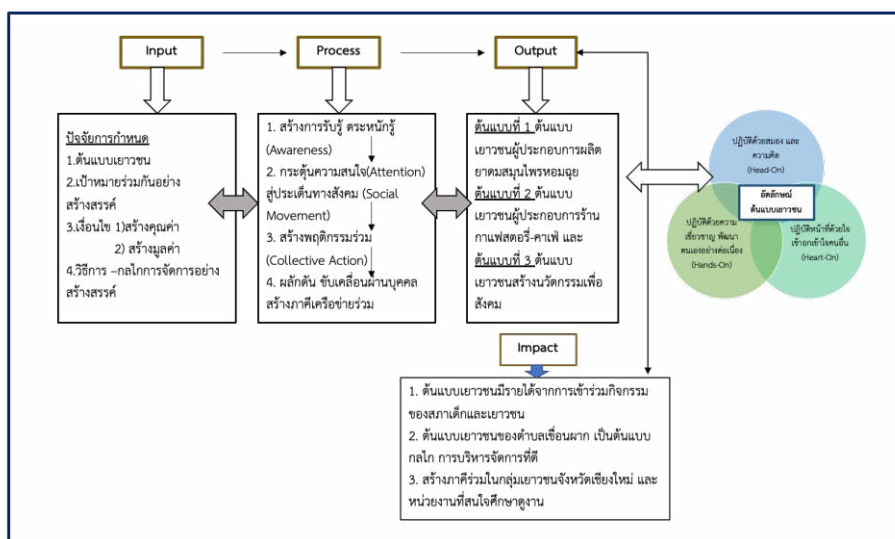 Input
Process
Output
ปัจจัยการกำหนด
1.ต้นแบบเยาวชน
2.เป้าหมายร่วมกันอย่าง
สร้างสรรค์
3.เงื่อนไข 1)สร้างคุณค่า
2) สร้างมูลค่า
4.วิธีการ –กลไกการจัดการอย่าง
สร้างสรรค์
1. สร้างการรับรู้ ตระหนักรู้
(Awareness)
2. กระตุ้นความสนใจ(Attention)
สู่ประเด็นทางสังคม (Social
Movement)
3. สร้างพฤติกรรมร่วม
(Collective Action)
4. ผลักดัน ขับเคลื่อนผ่านบุคคล
สร้างภาคีเครือข่ายร่วม
ต้นแบบที่ 1 ต้นแบบ
เยาวชนผู้ประกอบการผลิต
ยาดมสมุนไพรหอมฉุย
ต้นแบบที่ 2 ต้นแบบ
เยาวชนผู้ประกอบการร้าน
กาแฟสตอรี่-คาเฟ่ และ
ต้นแบบที่ 3 ต้นแบบ
เยาวชนสร้างนวัตกรรมเพื่อ
สังคม
ปฏิบัติด้วยสมอง และ
ความคิด
(Head-On)
อัตลักษณ์
ต้นแบบเยาวชน
ปฏิบัติด้วยความ
เชี่ยวชาญ พัฒนา
ตนเองอย่างต่อเนื่อง
(Hands-On)
ปฏิบัติหน้าที่ด้วยใจ
เข้าอกเข้าใจคนอื่น
(Heart-On)
Impact
1. ต้นแบบเยาวชนมีรายได้จากการเข้าร่วมกิจกรรม
ของสภาเด็กและเยาวชน
2. ต้นแบบเยาวชนของตำบลเขื่อนผาก เป็นต้นแบบ
กลไก การบริหารจัดการที่ดี
3. สร้างภาคีร่วมในกลุ่มเยาวชนจังหวัดเชียงใหม่ และ
หน่วยงานที่สนใจศึกษาดูงาน